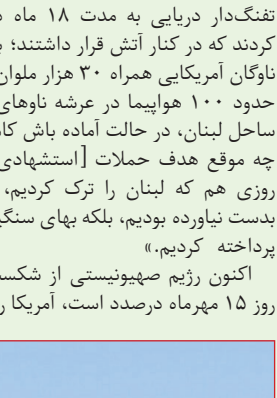 تفنگ‌دار دریایی به مدت ۱۸ ماه د
کردند که در کنار آتش قرار داشتند؛ ب
ناوگان آمریکایی همراه ۳۰ هزار ملوان
حدود ۱۰۰ هواپیما در عرشه ناوهای
ساحل لبنان، در حالت آماده باش کا
چه موقع هدف حملات [استشهادی
روزی هم که لبنان را ترک کردیم،
بدست نیاورده بودیم، بلکه بهای سنگی
پرداخته کردیم.»
اکنون رژیم صهیونیستی از شکس
روز ۱۵ مهرماه درصدد است، آمریکا ر